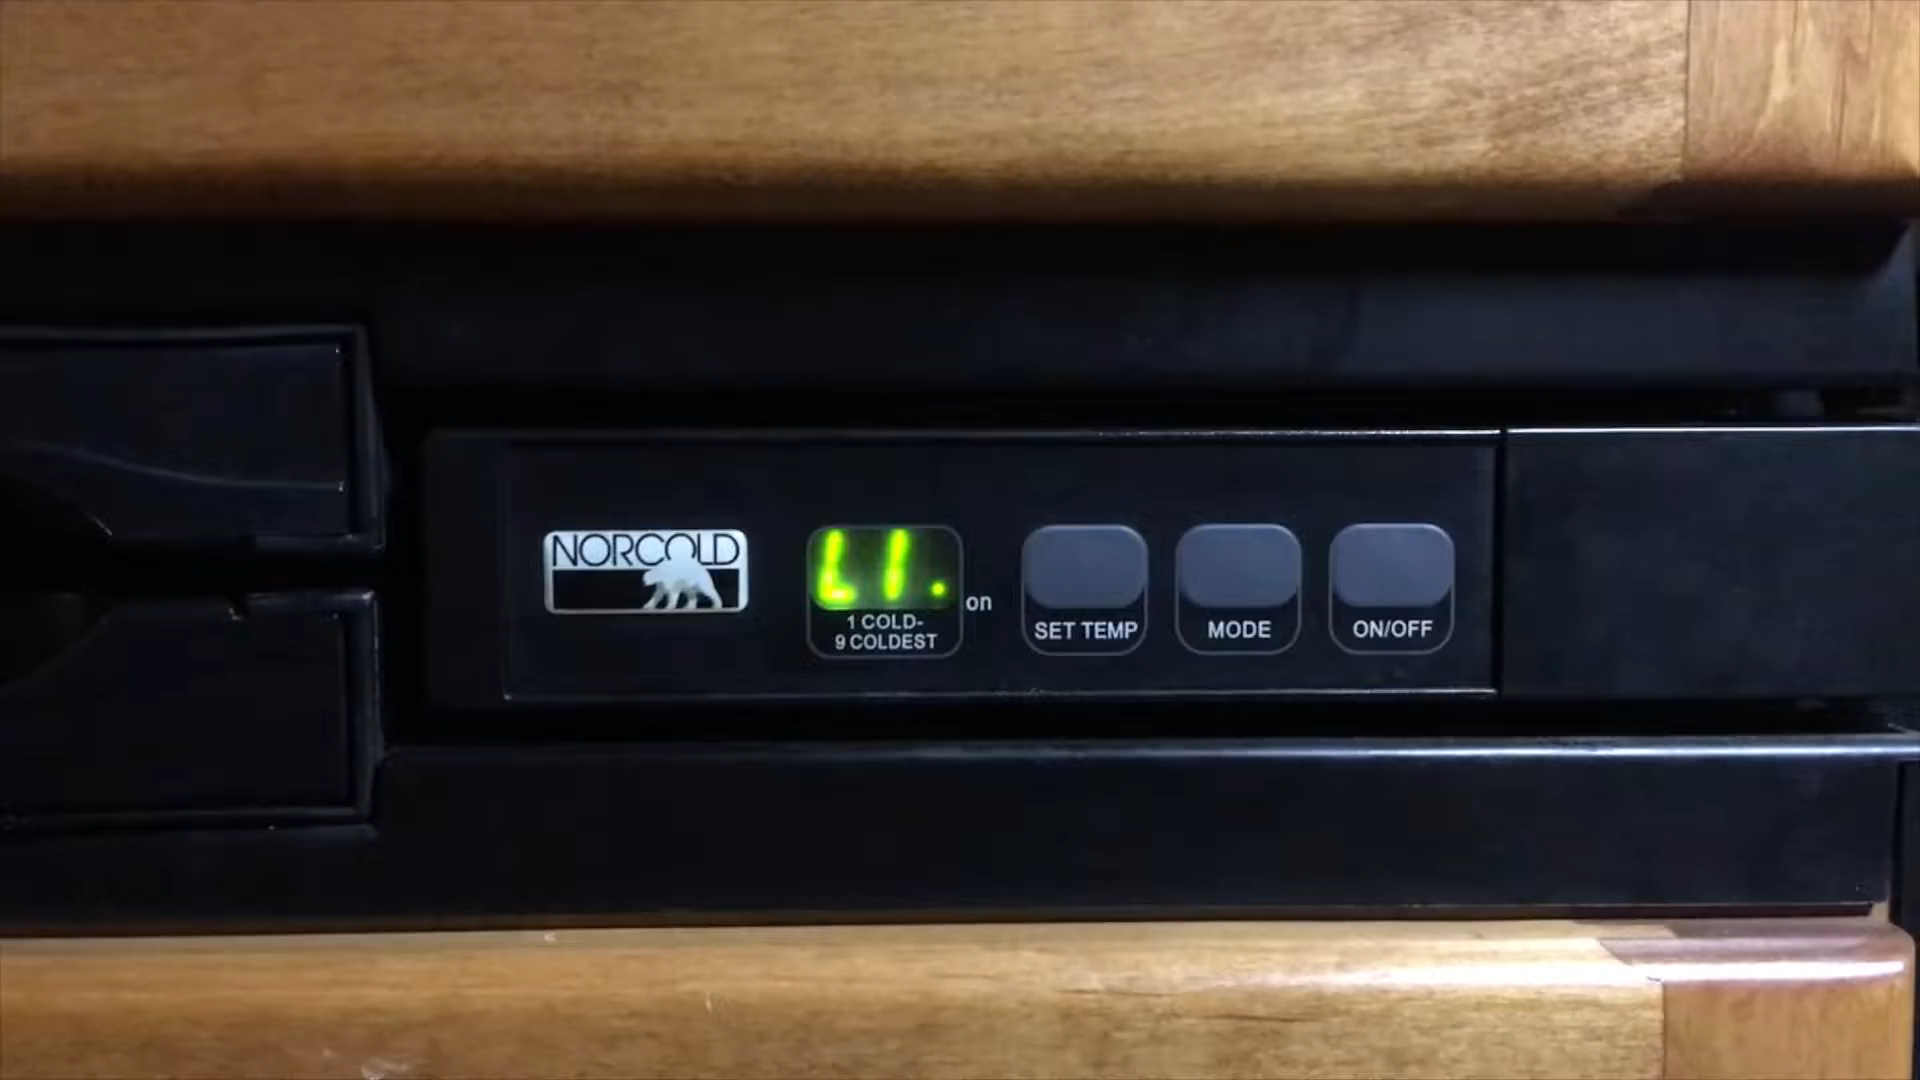 NORCOLD
LI.
on
1 COLD-
9 COLDEST
SET TEMP
MODE
ON/OFF